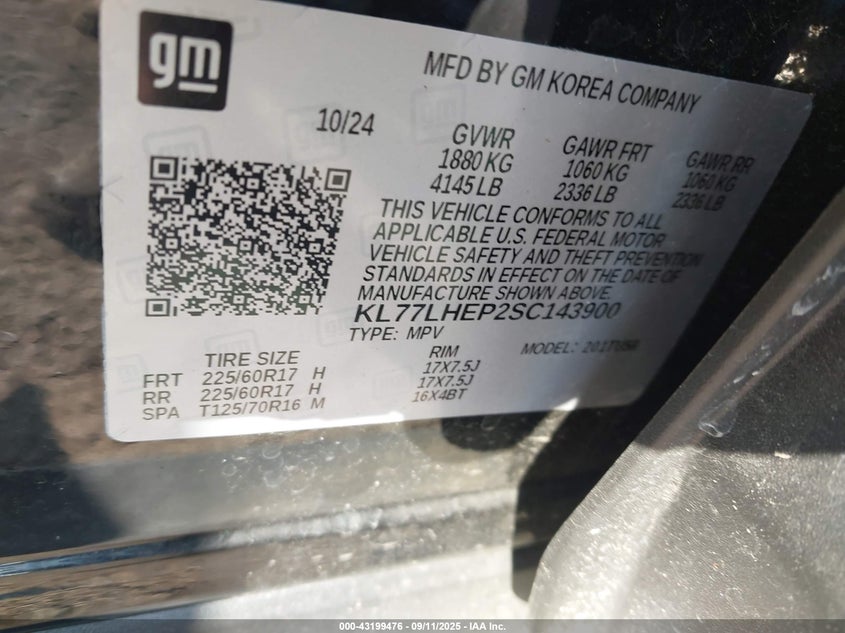 gm
MFD BY GM KOREA COMPANY
10/24
GVWR
1880 KG
4145 LB
GAWR FRT
1060 KG
2336 LB
GAWR RR
1060 KG
2336 LB
THIS VEHICLE CONFORMS TO ALL
APPLICABLE U.S. FEDERAL MOTOR
VEHICLE SAFETY AND THEFT PREVENTION
STANDARDS IN EFFECT ON THE DATE OF
MANUFACTURE SHOWN ABOVE.
KL77LHEP2SC143900
TYPE: MPV
MODEL:
TIRE SIZE
RIM
FRT 225/60R17 H 17X7.5J
RR 225/60R17 H 17X7.5J
SPA T125/70R16 M 16X4BT
000-43199476 - 09/11/2025 - IAA Inc.